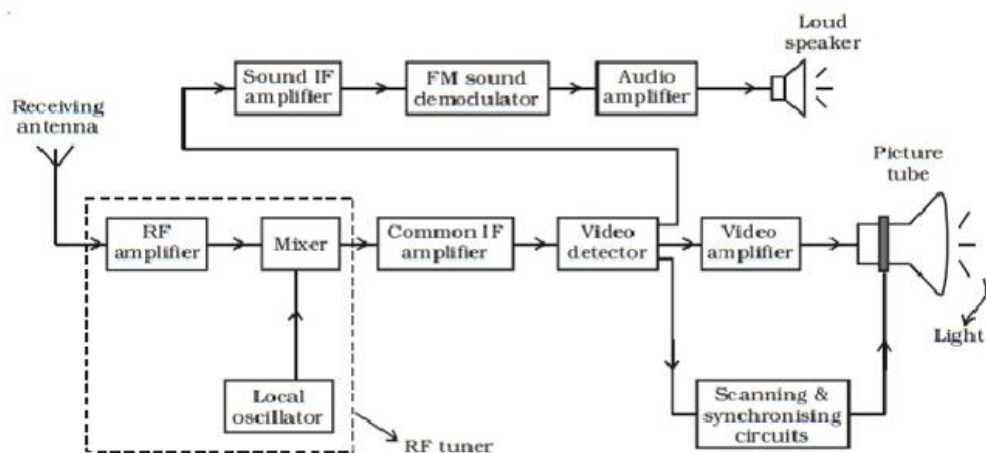 Loud
speaker
Sound IF
amplifier
FM sound
demodulator
Audio
amplifier
Receiving
antenna
Picture
tube
RF
amplifier
Mixer
Common IF
amplifier
Video
detector
Video
amplifier
Light
Local
oscillator
Scanning &
synchronising
circuits
RF tuner